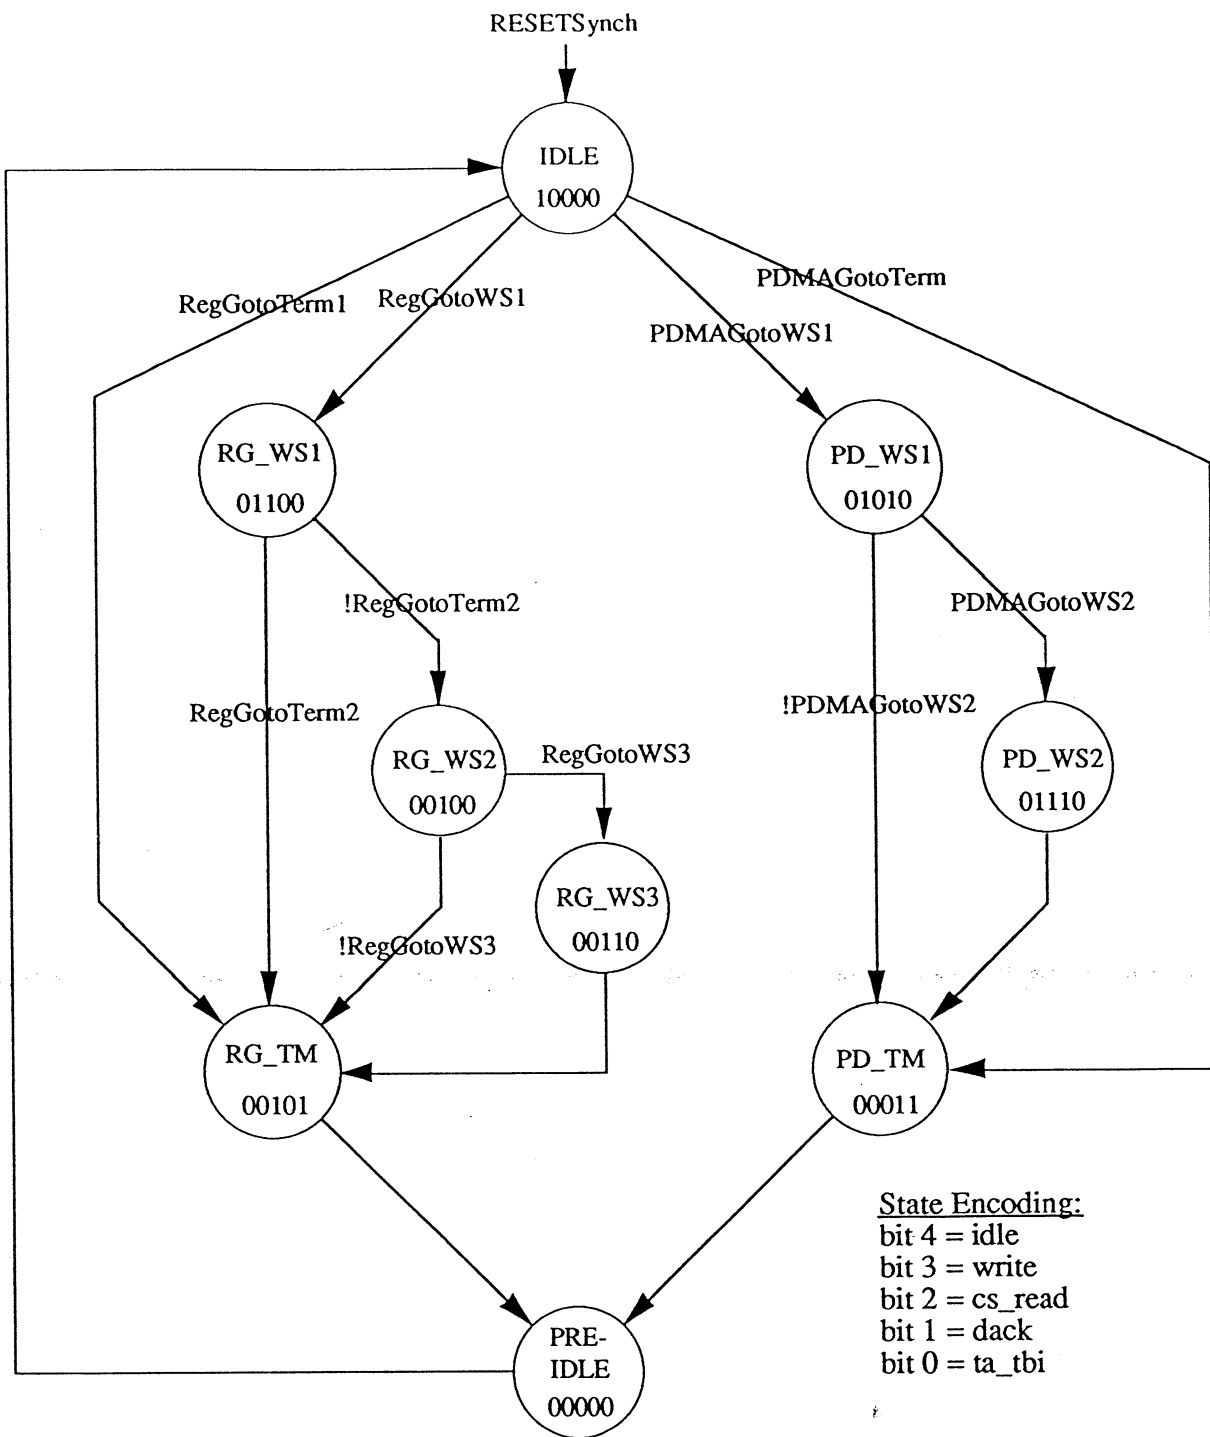 RESETSynch
IDLE
10000
RegGotoTerm1
RegGotoWS1
PDMAGotoWS1
PDMAGotoTerm
RG_WS1
01100
PD_WS1
01010
!RegGotoTerm2
PDMAGotoWS2
RegGotoTerm2
!PDMAGotoWS2
RG_WS2
00100
RegGotoWS3
PD_WS2
01110
RG_WS3
00110
!RegGotoWS3
RG_TM
00101
PD_TM
00011
State Encoding:
bit 4 = idle
bit 3 = write
bit 2 = cs_read
bit 1 = dack
bit 0 = ta_tbi
PRE-
IDLE
00000